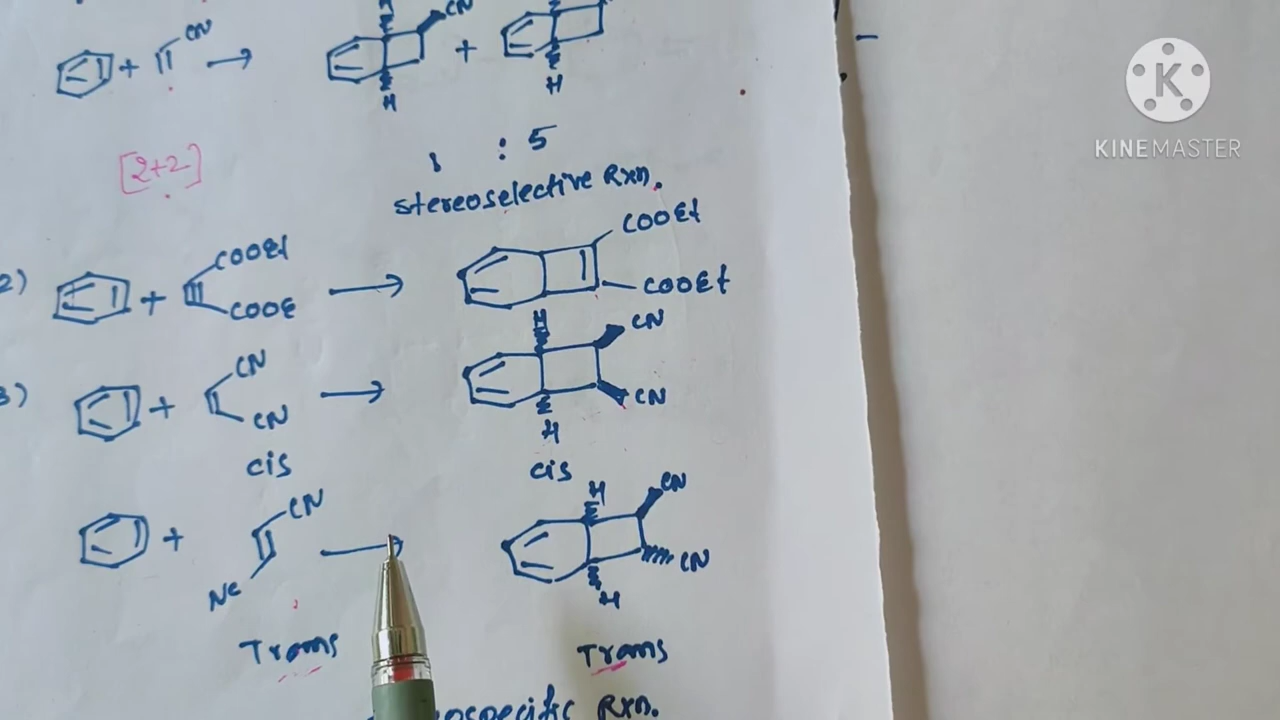 CN
CN
+ → +
H H
K
KINEMASTER
[2+2]
1 : 5
stereoselective Rxn.
COOEt
2) + COOEt → COOEt
COOE COOEt
H CN
3) + CN → CN
CN H
cis cis
+ CN → H CN
NC CN
H
Trans Trans
Rxn.